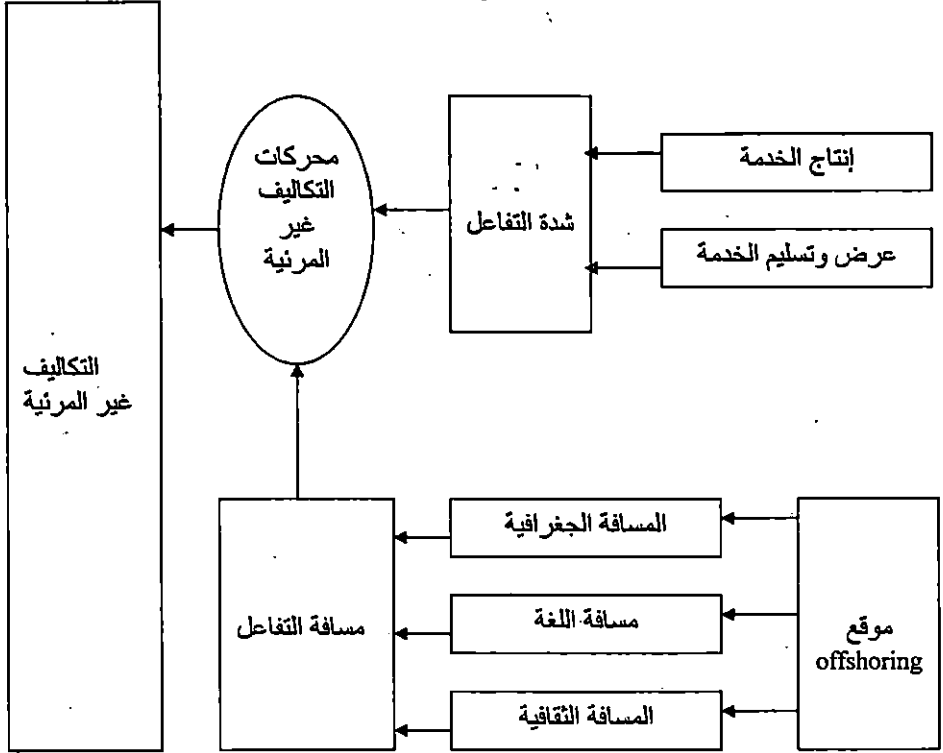 إنتاج الخدمة
عرض وتسليم الخدمة
شدة التفاعل
محركات
التكاليف
غير
المرئية
التكاليف
غير المرئية
موقع
offshoring
المسافة الجغرافية
مسافة اللغة
المسافة الثقافية
مسافة التفاعل